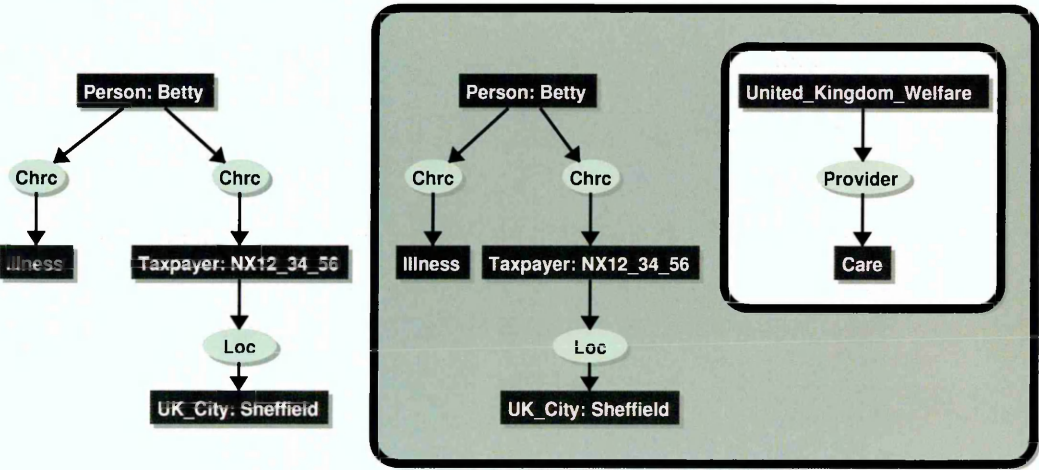 Person: Betty
Chrc
Chrc
Illness
Taxpayer: NX12_34_56
Loc
UK_City: Sheffield
Person: Betty
Chrc
Chrc
Illness
Taxpayer: NX12_34_56
Loc
UK_City: Sheffield
United_Kingdom_Welfare
Provider
Care